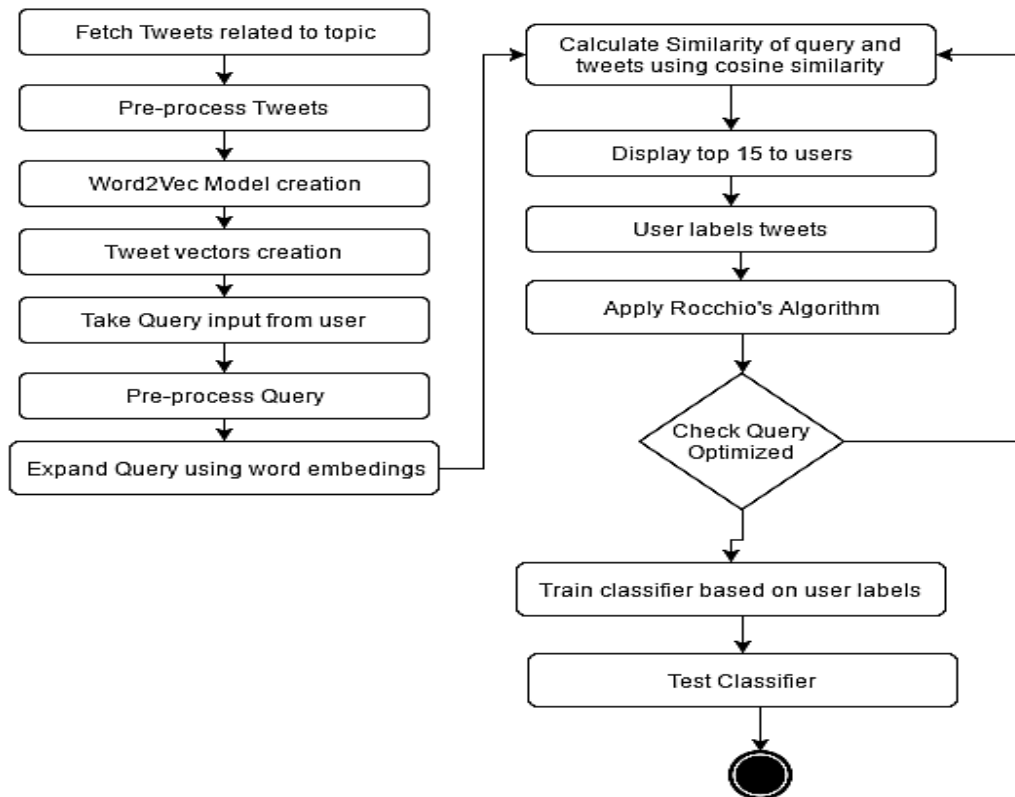 Fetch Tweets related to topic
Pre-process Tweets
Word2Vec Model creation
Tweet vectors creation
Take Query input from user
Pre-process Query
Expand Query using word embedings
Calculate Similarity of query and
tweets using cosine similarity
Display top 15 to users
User labels tweets
Apply Rocchio's Algorithm
Check Query
Optimized
Train classifier based on user labels
Test Classifier